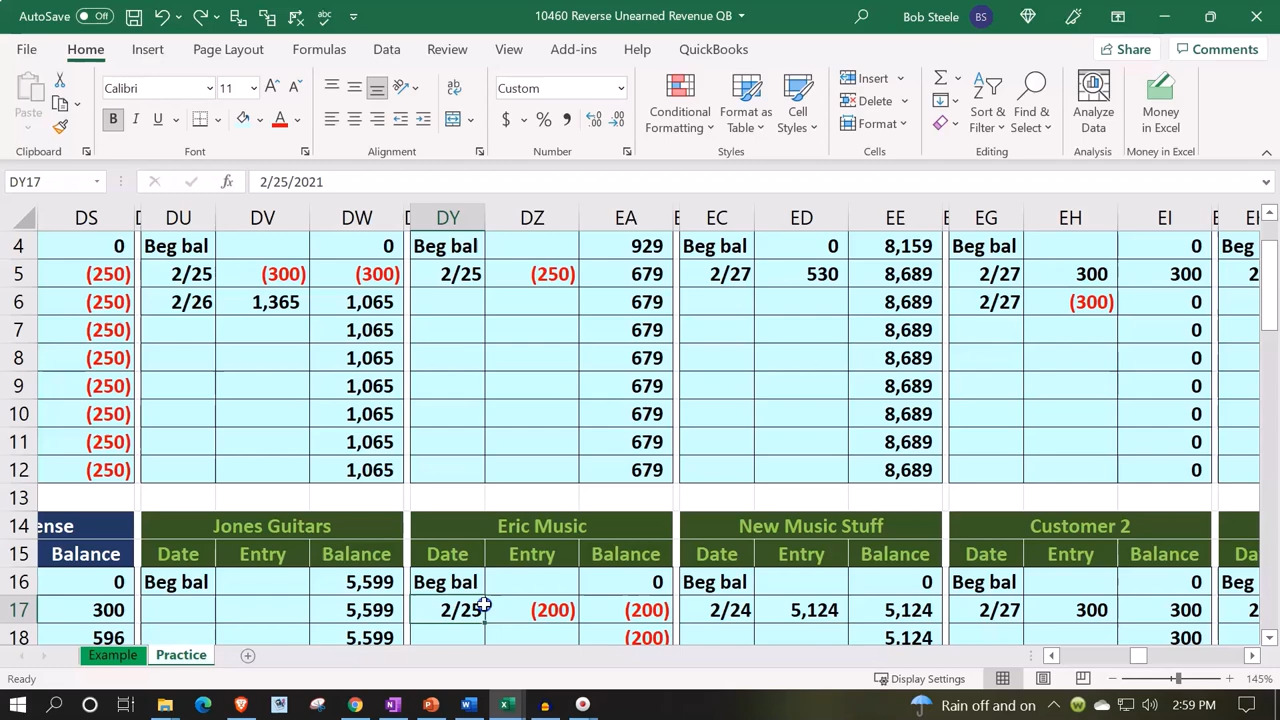 AutoSave Off 10460 Reverse Unearned Revenue QB Bob Steele BS
File Home Insert Page Layout Formulas Data Review View Add-ins Help QuickBooks Share Comments
Paste Calibri 11 Custom Conditional Formatting Format as Table Cell Styles Insert Delete Format Sort & Filter Find & Select Analyze Data Money in Excel
Clipboard Font Alignment Number Styles Cells Editing Analysis Money in Excel
DY17 fx 2/25/2021
DS D DU DV DW D DY DZ EA E EC ED EE E EG EH EI E
4 0 Beg bal 0 Beg bal 929 Beg bal 0 8,159 Beg bal 0
5 (250) 2/25 (300) (300) 2/25 (250) 679 2/27 530 8,689 2/27 300 300
6 (250) 2/26 1,365 1,065 679 8,689 2/27 (300) 0
7 (250) 1,065 679 8,689 0
8 (250) 1,065 679 8,689 0
9 (250) 1,065 679 8,689 0
10 (250) 1,065 679 8,689 0
11 (250) 1,065 679 8,689 0
12 (250) 1,065 679 8,689 0
13
14 ense Jones Guitars Eric Music New Music Stuff Customer 2
15 Balance Date Entry Balance Date Entry Balance Date Entry Balance Date Entry Balance Da
16 0 Beg bal 5,599 Beg bal 0 Beg bal 0 Beg bal 0
17 300 5,599 2/25 (200) (200) 2/24 5,124 5,124 2/27 300 300
18 596 5,599 (200) 5,124 300
Example Practice
Ready Display Settings 145%
Rain off and on 2:59 PM